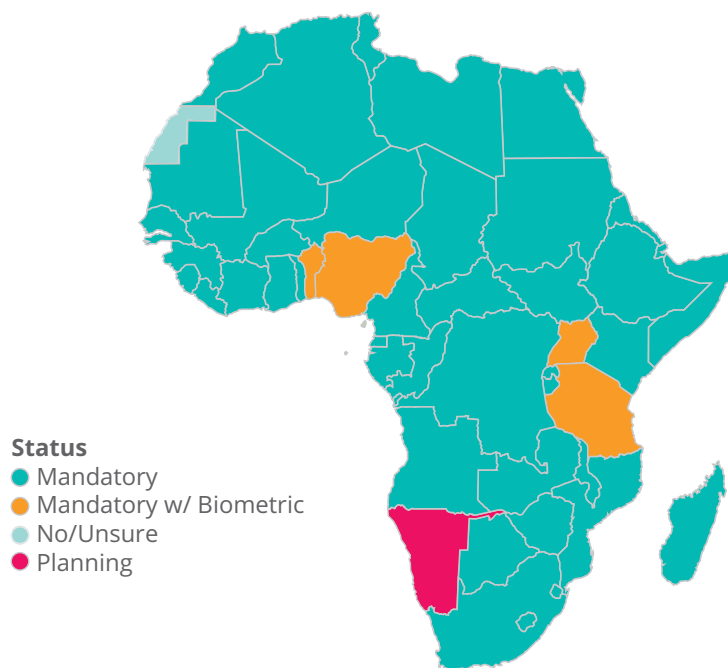 Status
Mandatory
Mandatory w/ Biometric
No/Unsure
Planning